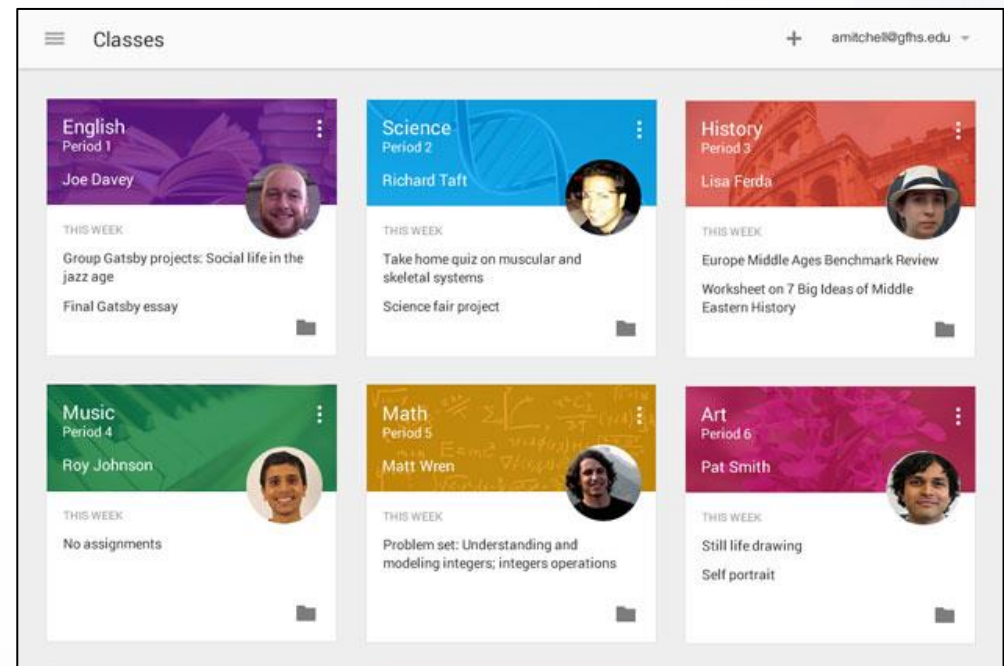 Classes
+ amitchell@gfhs.edu
English
Period 1
Joe Davey
THIS WEEK
Group Gatsby projects: Social life in the
jazz age
Final Gatsby essay
Science
Period 2
Richard Taft
THIS WEEK
Take home quiz on muscular and
skeletal systems
Science fair project
History
Period 3
Lisa Ferda
THIS WEEK
Europe Middle Ages Benchmark Review
Worksheet on 7 Big Ideas of Middle
Eastern History
Music
Period 4
Roy Johnson
THIS WEEK
No assignments
Math
Period 5
Matt Wren
THIS WEEK
Problem set: Understanding and
modeling integers; integers operations
Art
Period 6
Pat Smith
THIS WEEK
Still life drawing
Self portrait